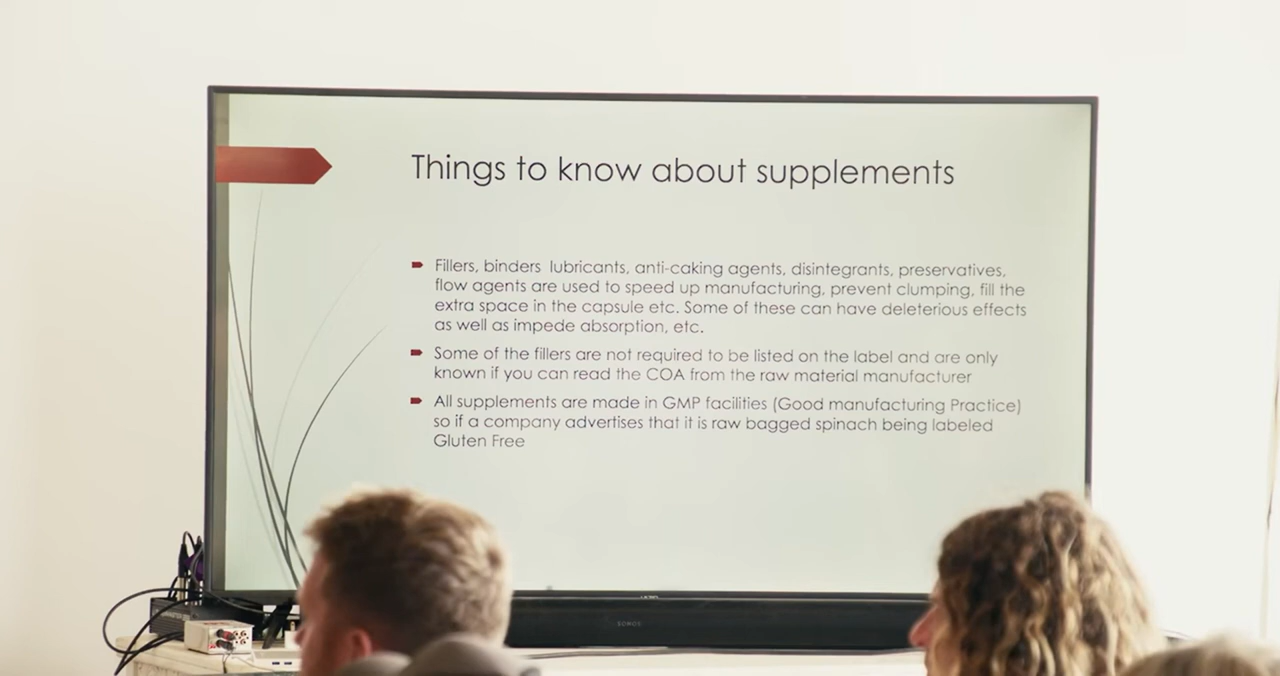 Things to know about supplements
Fillers, binders lubricants, anti-caking agents, disintegrants, preservatives,
flow agents are used to speed up manufacturing, prevent clumping, fill the
extra space in the capsule etc. Some of these can have deleterious effects
as well as impede absorption, etc.
Some of the fillers are not required to be listed on the label and are only
known if you can read the COA from the raw material manufacturer
All supplements are made in GMP facilities (Good manufacturing Practice)
so if a company advertises that it is raw bagged spinach being labeled
Gluten Free
SONOS